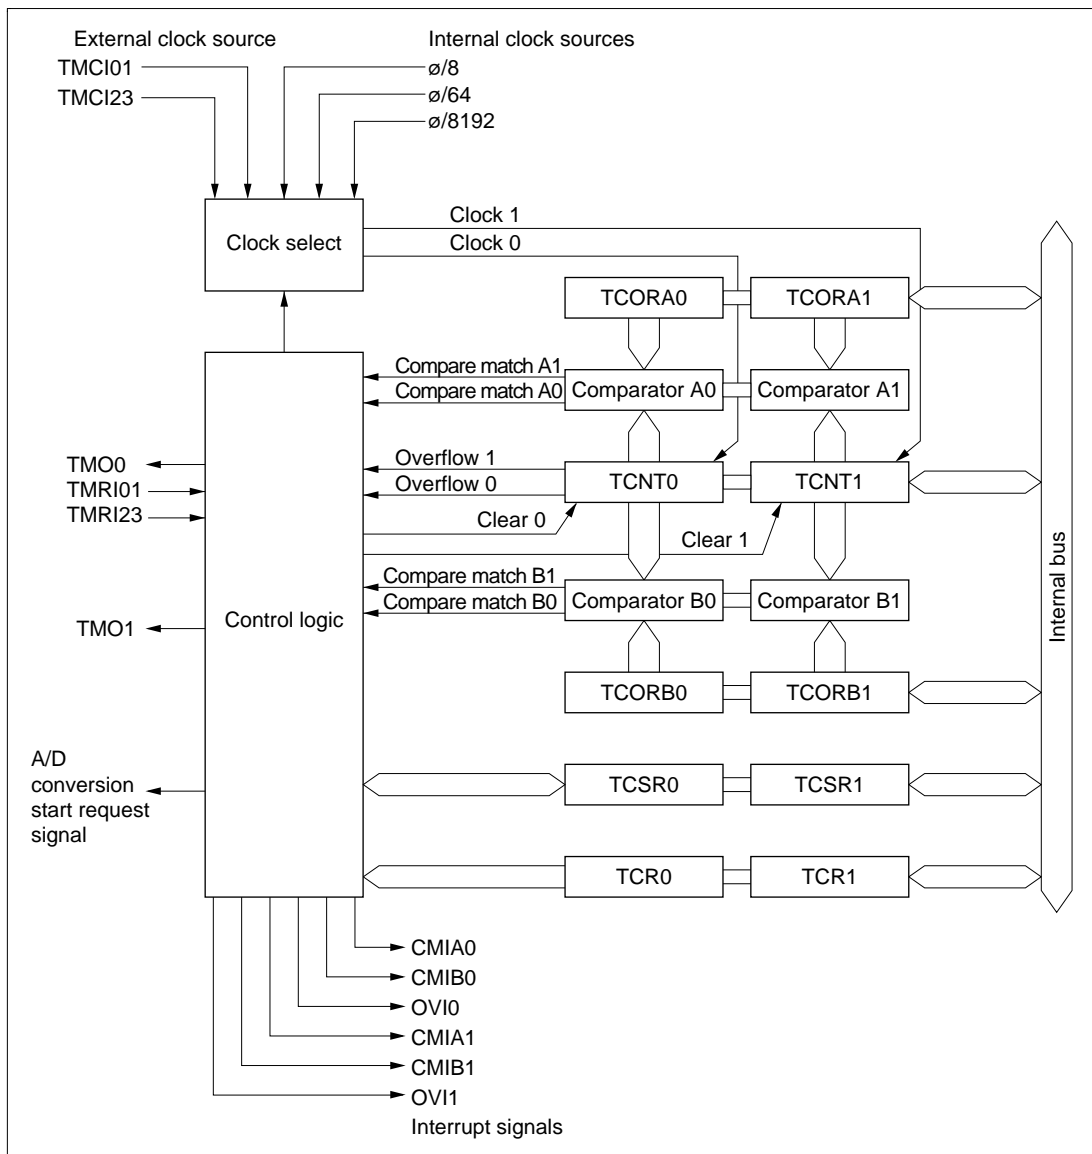 External clock source
Internal clock sources
TMCI01
TMCI23
ø/8
ø/64
ø/8192
Clock select
Clock 1
Clock 0
TCORA0
TCORA1
Compare match A1
Compare match A0
Comparator A0
Comparator A1
TMO0
TMRI01
TMRI23
Overflow 1
Overflow 0
TCNT0
TCNT1
Clear 0
Clear 1
Compare match B1
Compare match B0
Comparator B0
Comparator B1
Control logic
TMO1
Internal bus
TCORB0
TCORB1
A/D
conversion
start request
signal
TCSR0
TCSR1
TCR0
TCR1
CMIA0
CMIB0
OVI0
CMIA1
CMIB1
OVI1
Interrupt signals